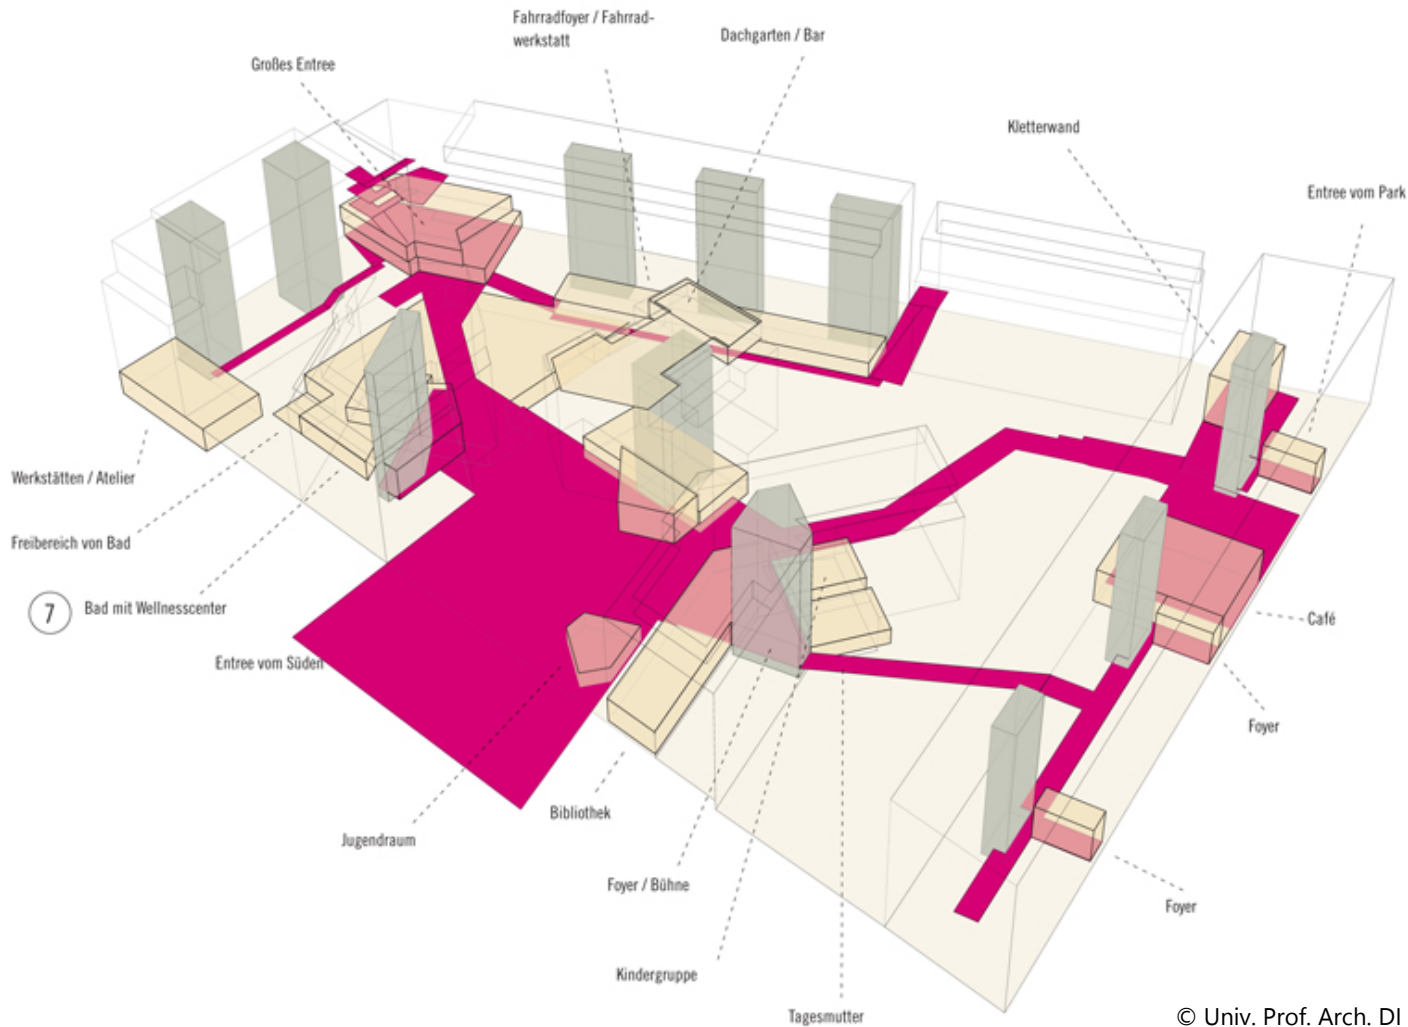 Fahrradfoyer / Fahrrad-
werkstatt
Dachgarten / Bar
Großes Entree
Kletterwand
Entree vom Park
Werkstätten / Atelier
Freibereich von Bad
7 Bad mit Wellnesscenter
Entree vom Süden
Café
Foyer
Bibliothek
Jugendraum
Foyer / Bühne
Foyer
Kindergruppe
Tagesmutter
© Univ. Prof. Arch. DI